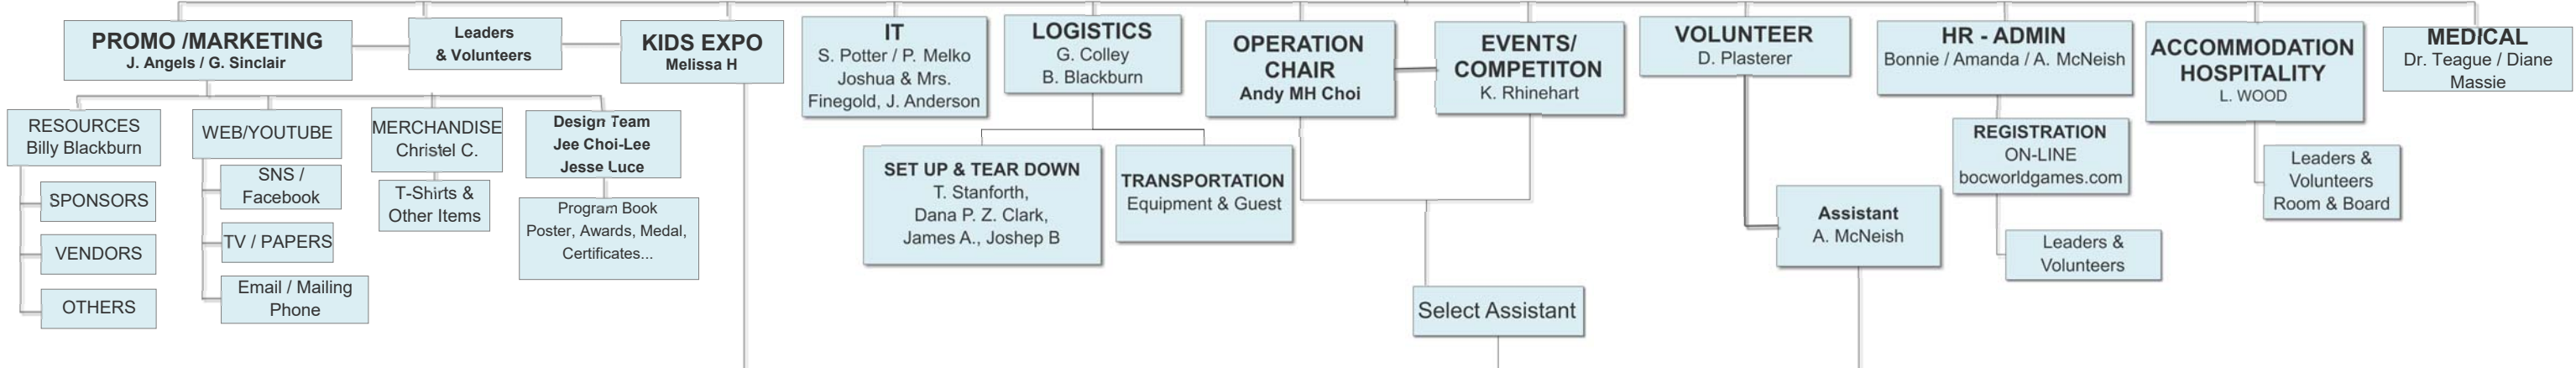 PROMO /MARKETING
J. Angels / G. Sinclair
Leaders
& Volunteers
KIDS EXPO
Melissa H
IT
S. Potter / P. Melko
Joshua & Mrs.
Finegold, J. Anderson
LOGISTICS
G. Colley
B. Blackburn
OPERATION
CHAIR
Andy MH Choi
EVENTS/
COMPETITON
K. Rhinehart
VOLUNTEER
D. Plasterer
HR - ADMIN
Bonnie / Amanda / A. McNeish
ACCOMMODATION
HOSPITALITY
L. WOOD
MEDICAL
Dr. Teague / Diane
Massie
RESOURCES
Billy Blackburn
SPONSORS
VENDORS
OTHERS
WEB/YOUTUBE
SNS /
Facebook
TV / PAPERS
Email / Mailing
Phone
MERCHANDISE
Christel C.
T-Shirts &
Other Items
Design Team
Jee Choi-Lee
Jesse Luce
Program Book
Poster, Awards, Medal,
Certificates...
SET UP & TEAR DOWN
T. Stanforth,
Dana P. Z. Clark,
James A., Joshep B
TRANSPORTATION
Equipment & Guest
Select Assistant
Assistant
A. McNeish
REGISTRATION
ON-LINE
bocworldgames.com
Leaders &
Volunteers
Leaders &
Volunteers
Room & Board